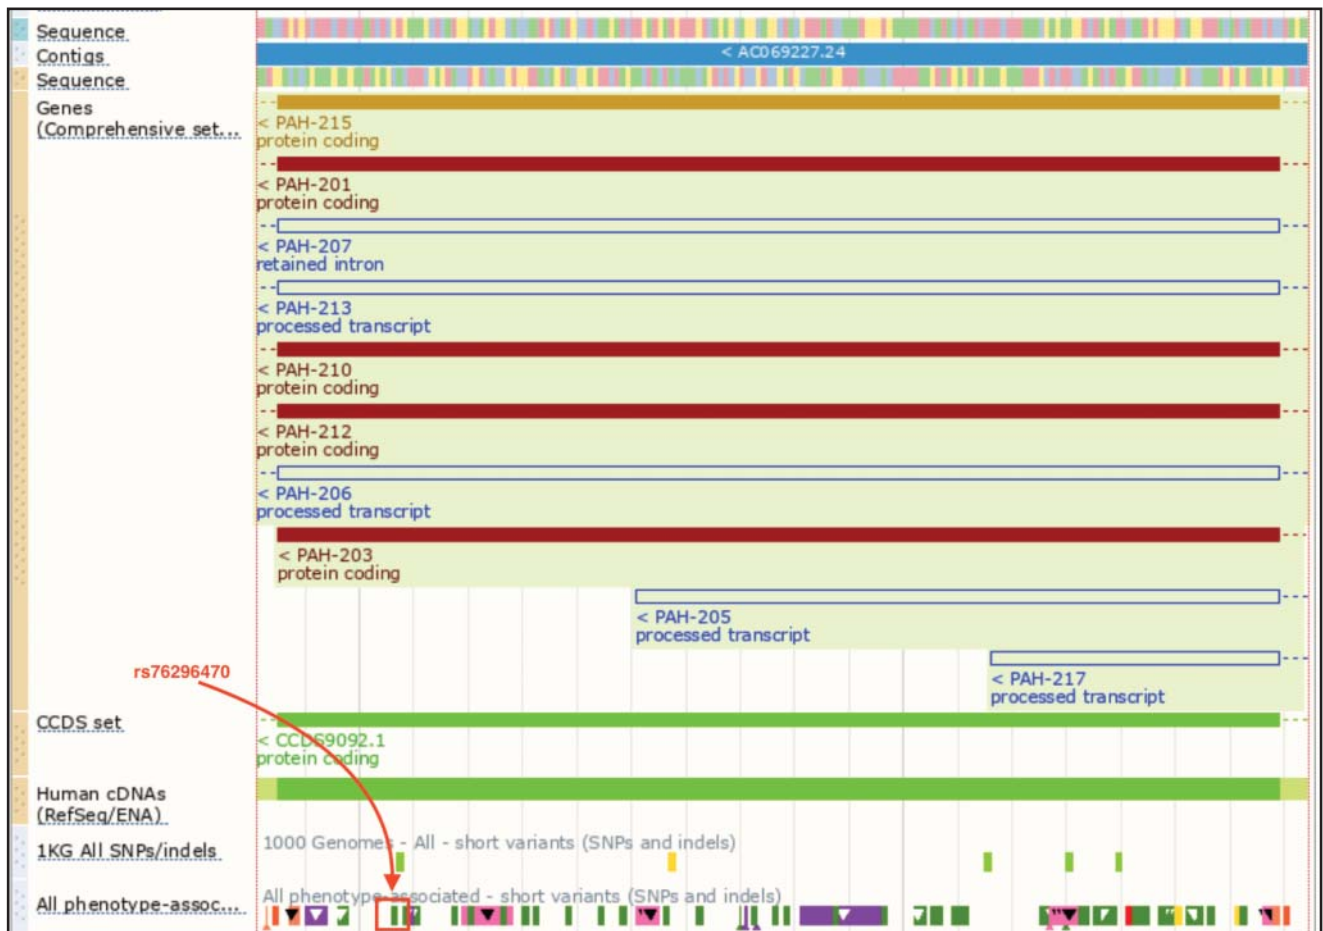 Sequence
Contigs
< AC069227.24
Sequence
Genes
(Comprehensive set...
< PAH-215
protein coding
< PAH-201
protein coding
< PAH-207
retained intron
< PAH-213
processed transcript
< PAH-210
protein coding
< PAH-212
protein coding
< PAH-206
processed transcript
< PAH-203
protein coding
< PAH-205
processed transcript
rs76296470
< PAH-217
processed transcript
CCDS set
< CCDS9092.1
protein coding
Human cDNAs
(RefSeq/ENA)
1000 Genomes - All - short variants (SNPs and indels)
1KG All SNPs/indels
All phenotype-associated - short variants (SNPs and indels)
All phenotype-assoc...